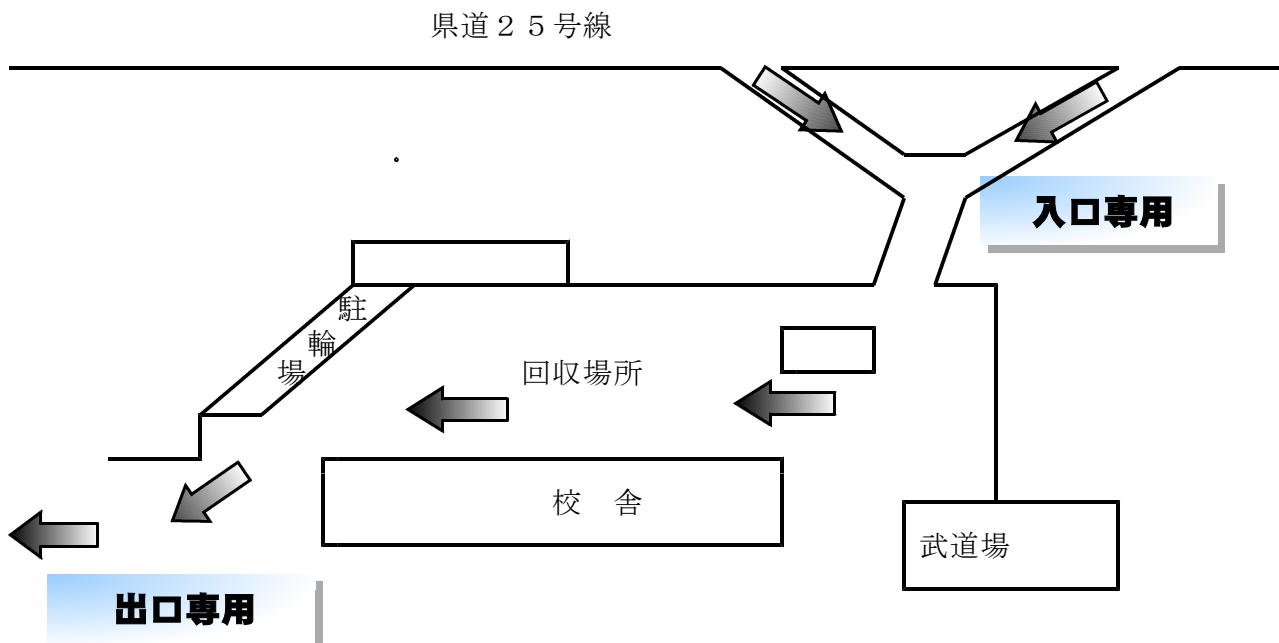 県道２５号線
入口専用
駐輪場
回収場所
校　舎
武道場
出口専用